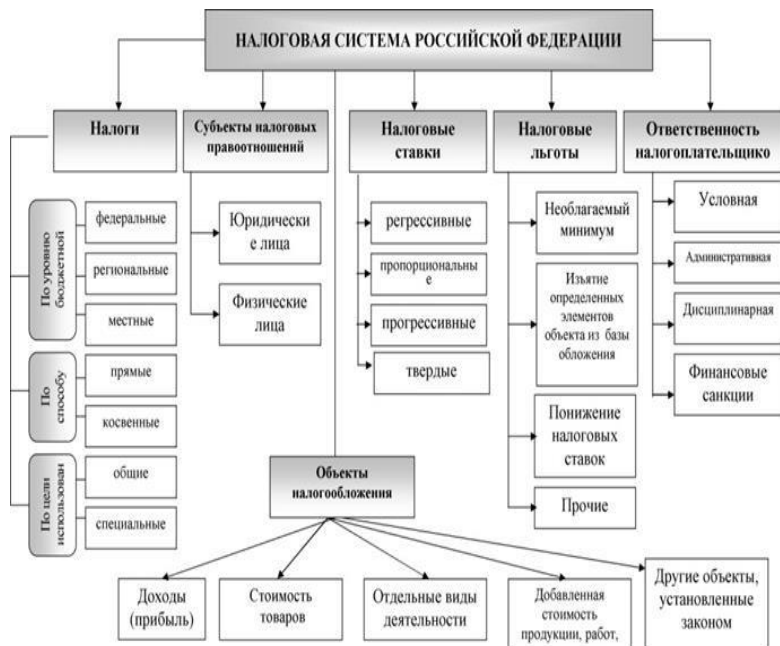 НАЛОГОВАЯ СИСТЕМА РОССИЙСКОЙ ФЕДЕРАЦИИ
Налоги
По уровню
бюджетной
федеральные
региональные
местные
По
способу
прямые
косвенные
По цели
использован
общие
специальные
Субъекты налоговых
правоотношений
Юридически
е лица
Физические
лица
Налоговые
ставки
регрессивные
пропорциональны
е
прогрессивные
твердые
Налоговые
льготы
Необлагаемый
минимум
Изъятие
определенных
элементов
объекта из базы
обложения
Понижение
налоговых
ставок
Прочие
Ответственность
налогоплательщико
Условная
Административная
Дисциплинарная
Финансовые
санкции
Объекты
налогообложения
Доходы
(прибыль)
Стоимость
товаров
Отдельные виды
деятельности
Добавленная
стоимость
продукции, работ,
Другие объекты,
установленные
законом